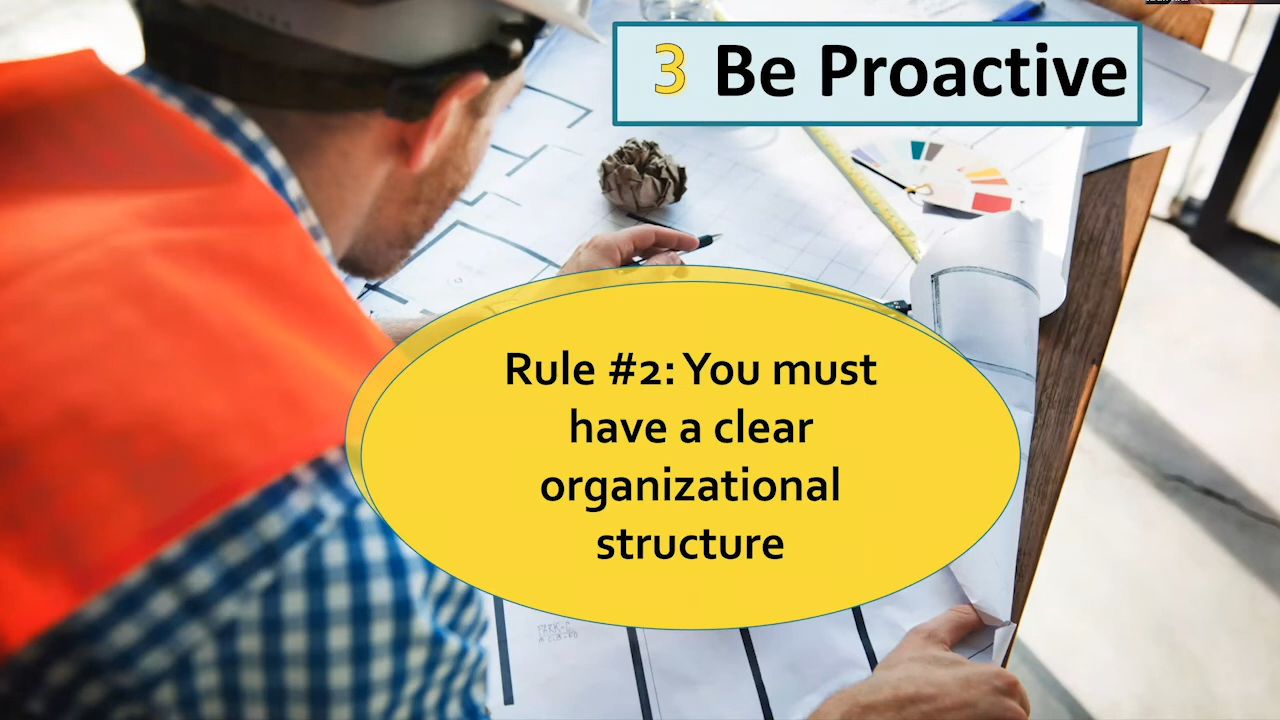 3 Be Proactive
Rule #2: You must
have a clear
organizational
structure